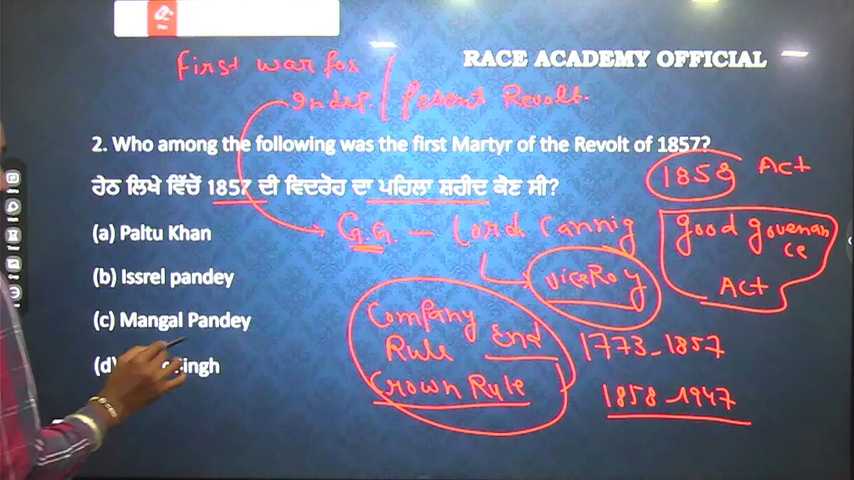 RACE ACADEMY OFFICIAL
First war for
Indep. / Pesent Revolt.
2. Who among the following was the first Martyr of the Revolt of 1857?
ਹੇਠ ਲਿਖੇ ਵਿੱਚੋਂ 1857 ਦੀ ਵਿਦਰੋਹ ਦਾ ਪਹਿਲਾ ਸ਼ਹੀਦ ਕੌਣ ਸੀ?
1858 Act
(a) Paltu Khan
G.G. - Lord Cannig
Good Governance
Act
(b) Issrel pandey
ViceRoy
(c) Mangal Pandey
Company
Rule End
1773-1857
(d) Singh
Crown Rule
1858-1947